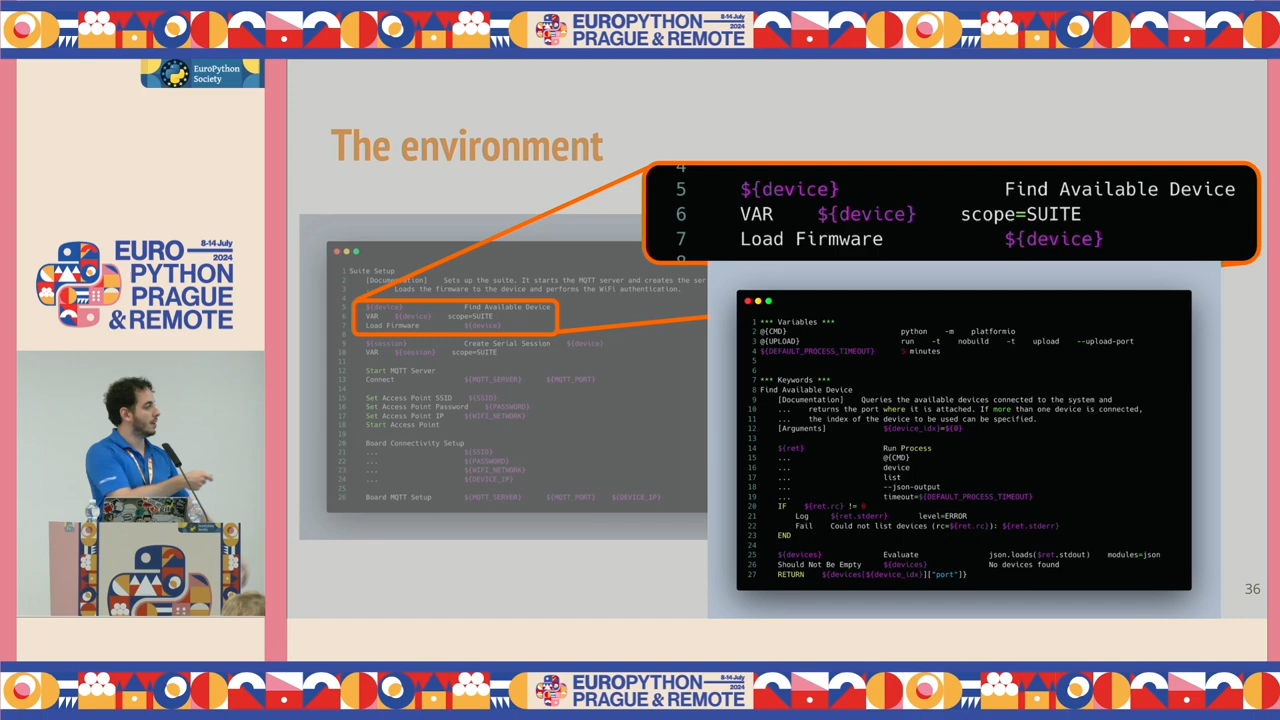 8-14 July
2024
EUROPYTHON
PRAGUE & REMOTE
EuroPython
Society
8-14 July
2024
EURO
PYTHON
PRAGUE
& REMOTE
The environment
5 ${device} Find Available Device
6 VAR ${device} scope=SUITE
7 Load Firmware ${device}
1 Suite Setup
2 [Documentation] Sets up the suite. It starts the MQTT server and creates the ser
3 Loads the firmware to the device and performs the WiFi authentication.
4
5 ${device} Find Available Device
6 VAR ${device} scope=SUITE
7 Load Firmware ${device}
8
9 ${session} Create Serial Session ${device}
10 VAR ${session} scope=SUITE
11
12 Start MQTT Server
13 Connect ${MQTT_SERVER} ${MQTT_PORT}
14
15 Set Access Point SSID ${SSID}
16 Set Access Point Password ${PASSWORD}
17 Set Access Point IP ${WIFI_NETWORK}
18 Start Access Point
19
20 Board Connectivity Setup
21 ... ${SSID}
22 ... ${PASSWORD}
23 ... ${WIFI_NETWORK}
24 ... ${DEVICE_IP}
25
26 Board MQTT Setup ${MQTT_SERVER} ${MQTT_PORT} ${DEVICE_IP}
1 *** Variables ***
2 @{CMD} python -m platformio
3 @{UPLOAD} run -t nobuild -t upload --upload-port
4 ${DEFAULT_PROCESS_TIMEOUT} 5 minutes
5
6
7 *** Keywords ***
8 Find Available Device
9 [Documentation] Queries the available devices connected to the system and
10 ... returns the port where it is attached. If more than one device is connected,
11 ... the index of the device to be used can be specified.
12 [Arguments] ${device_idx}=${0}
13
14 ${ret} Run Process
15 ... @{CMD}
16 ... device
17 ... list
18 ... --json-output
19 ... timeout=${DEFAULT_PROCESS_TIMEOUT}
20 IF ${ret.rc} != 0
21 Log ${ret.stderr} level=ERROR
22 Fail Could not list devices (rc=${ret.rc}): ${ret.stderr}
23 END
24
25 ${devices} Evaluate json.loads($ret.stdout) modules=json
26 Should Not Be Empty ${devices} No devices found
27 RETURN ${devices[${device_idx}]["port"]}
36
8-14 July
2024
EUROPYTHON
PRAGUE & REMOTE